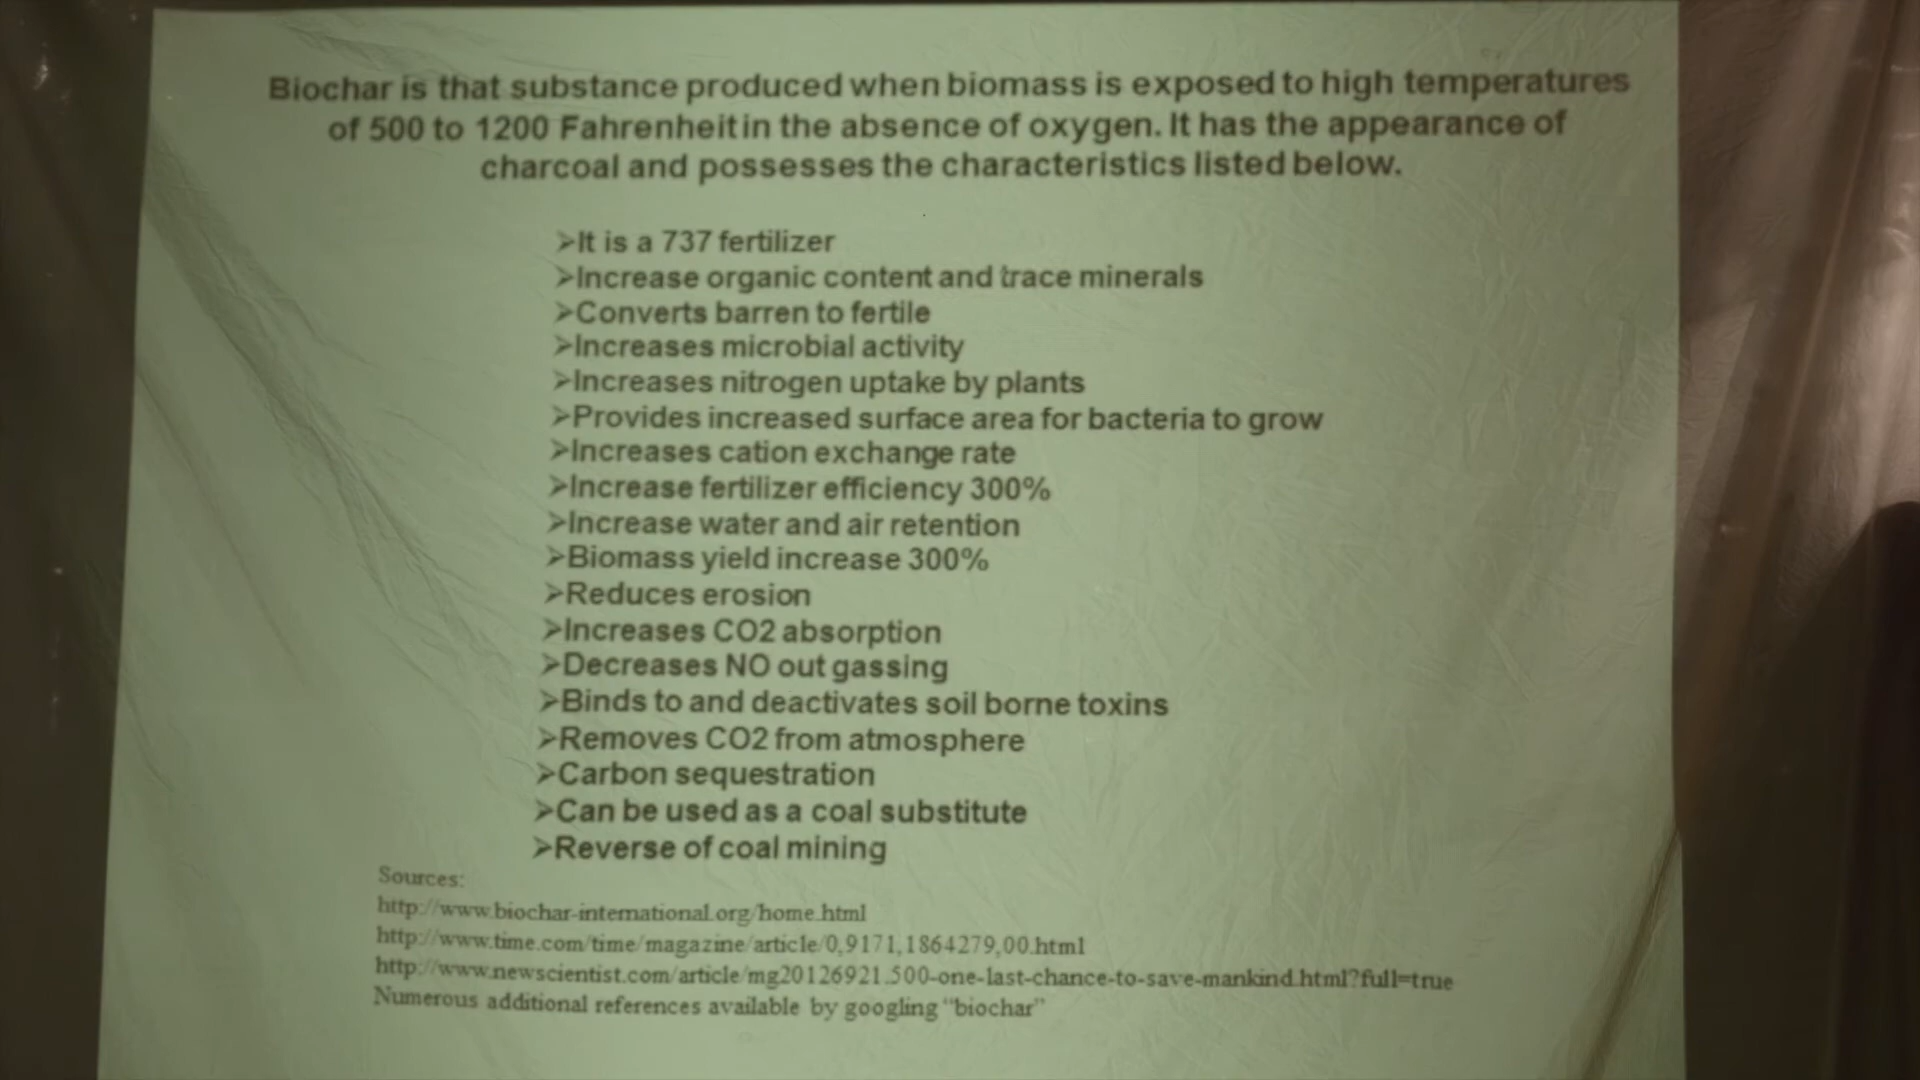 Biochar is that substance produced when biomass is exposed to high temperatures
of 500 to 1200 Fahrenheit in the absence of oxygen. It has the appearance of
charcoal and possesses the characteristics listed below.
➢It is a 737 fertilizer
➢Increase organic content and trace minerals
➢Converts barren to fertile
➢Increases microbial activity
➢Increases nitrogen uptake by plants
➢Provides increased surface area for bacteria to grow
➢Increases cation exchange rate
➢Increase fertilizer efficiency 300%
➢Increase water and air retention
➢Biomass yield increase 300%
➢Reduces erosion
➢Increases CO2 absorption
➢Decreases NO out gassing
➢Binds to and deactivates soil borne toxins
➢Removes CO2 from atmosphere
➢Carbon sequestration
➢Can be used as a coal substitute
➢Reverse of coal mining
Sources:
http://www.biochar-international.org/home.html
http://www.time.com/time/magazine/article/0,9171,1864279,00.html
http://www.newscientist.com/article/mg20126921.500-one-last-chance-to-save-mankind.html?full=true
Numerous additional references available by googling "biochar"